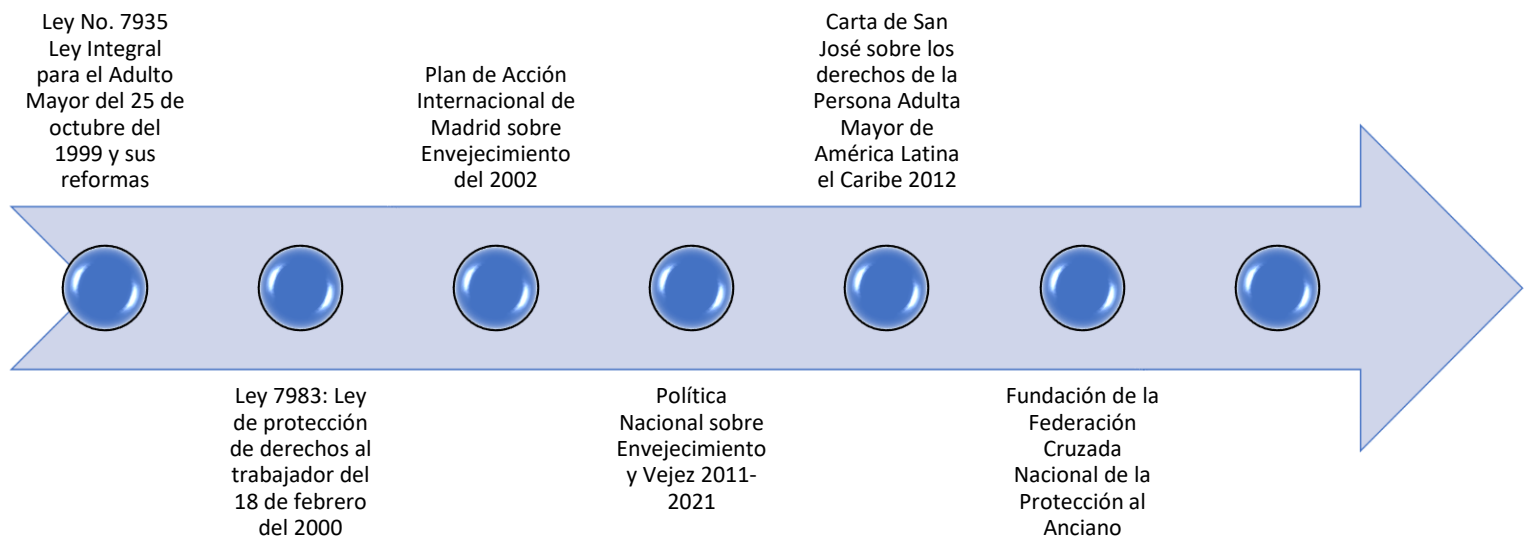 Ley No. 7935
Ley Integral
para el Adulto
Mayor del 25 de
octubre del
1999 y sus
reformas
Ley 7983: Ley
de protección
de derechos al
trabajador del
18 de febrero
del 2000
Plan de Acción
Internacional de
Madrid sobre
Envejecimiento
del 2002
Política
Nacional sobre
Envejecimiento
y Vejez 2011-
2021
Carta de San
José sobre los
derechos de la
Persona Adulta
Mayor de
América Latina
el Caribe 2012
Fundación de la
Federación
Cruzada
Nacional de la
Protección al
Anciano